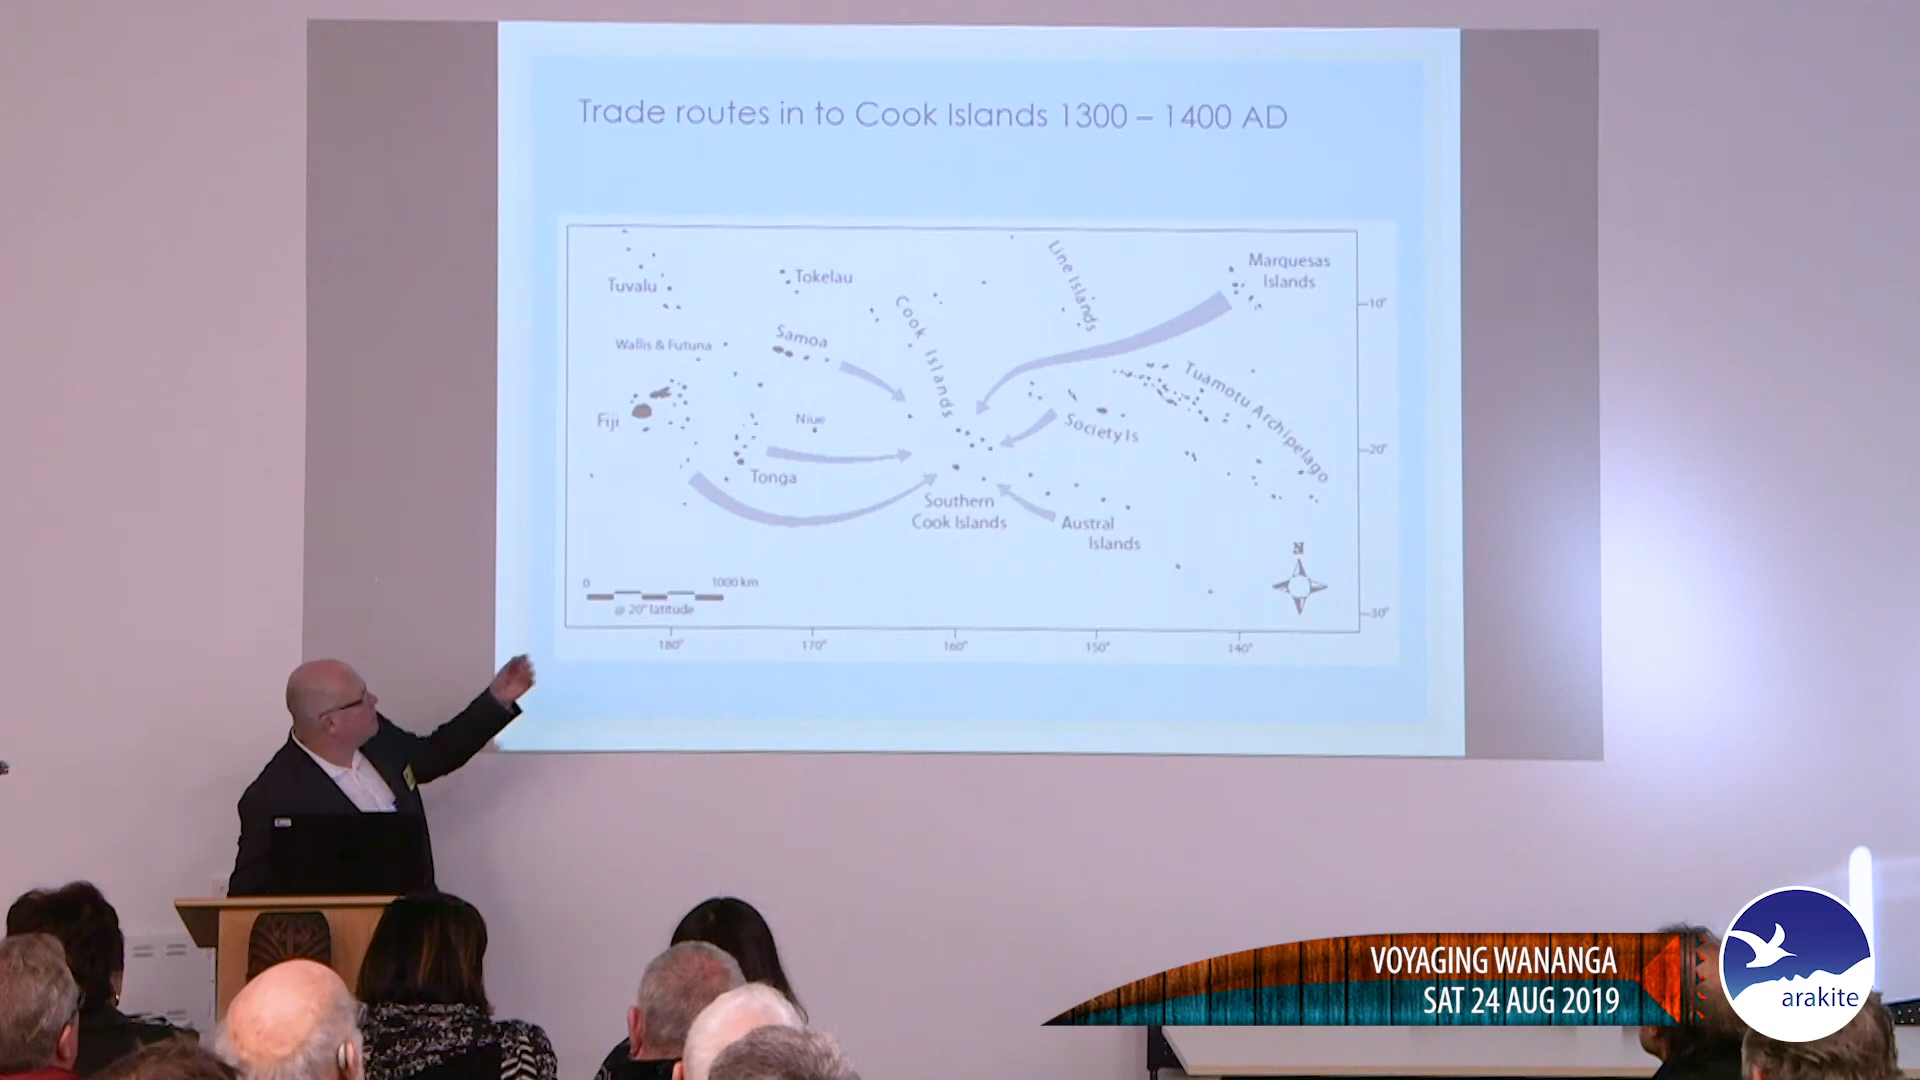 Trade routes in to Cook Islands 1300 – 1400 AD
Line Islands
Marquesas
Islands
Tuvalu
Tokelau
Cook Islands
10°
Samoa
Wallis & Futuna
Tuamotu Archipelago
Fiji
Niue
Society Is
20°
Tonga
Southern
Cook Islands
Austral
Islands
N
0 1000 km
@ 20° latitude
30°
180° 170° 160° 150° 140°
VOYAGING WANANGA
SAT 24 AUG 2019
arakite